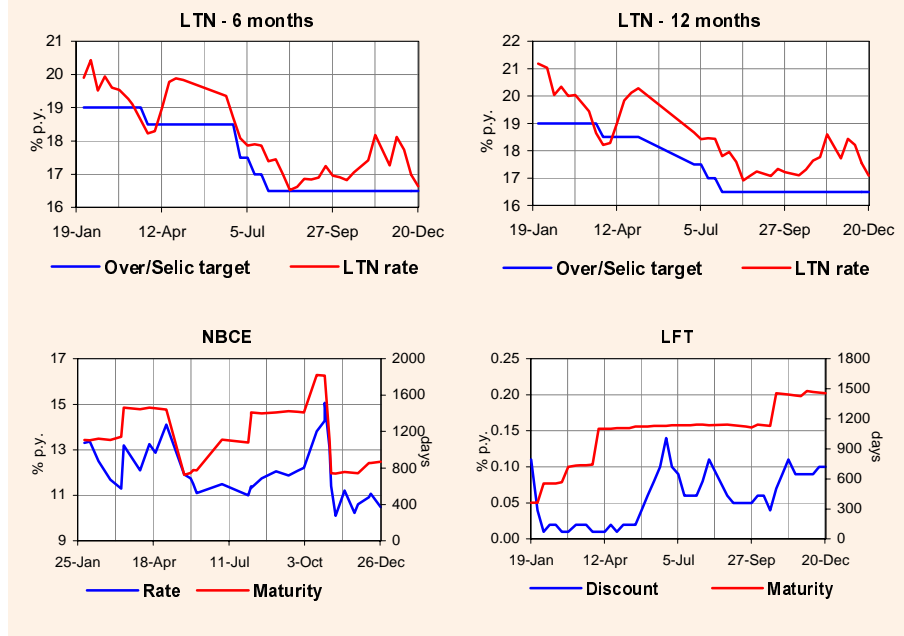 LTN - 6 months
21
20
19
18
17
16
% p.y.
19-Jan 12-Apr 5-Jul 27-Sep 20-Dec
Over/Selic target LTN rate
LTN - 12 months
22
21
20
19
18
17
16
% p.y.
19-Jan 12-Apr 5-Jul 27-Sep 20-Dec
Over/Selic target LTN rate
NBCE
17
15
13
11
9
% p.y.
2000
1600
1200
800
400
0
days
25-Jan 18-Apr 11-Jul 3-Oct 26-Dec
Rate Maturity
LFT
0.25
0.20
0.15
0.10
0.05
0.00
% p.y.
1800
1500
1200
900
600
300
0
days
19-Jan 12-Apr 5-Jul 27-Sep 20-Dec
Discount Maturity